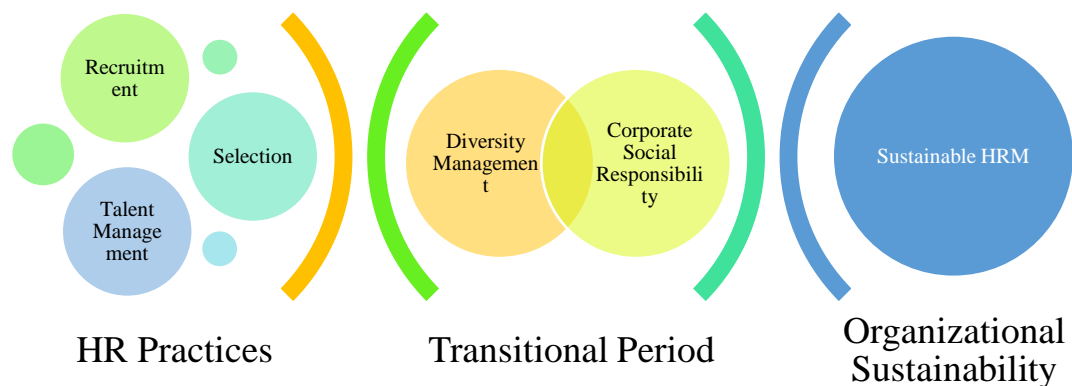 Recruitm
ent
Selection
Talent
Manage
ment
HR Practices
Diversity
Managemen
t
Corporate
Social
Responsibili
ty
Transitional Period
Sustainable HRM
Organizational
Sustainability